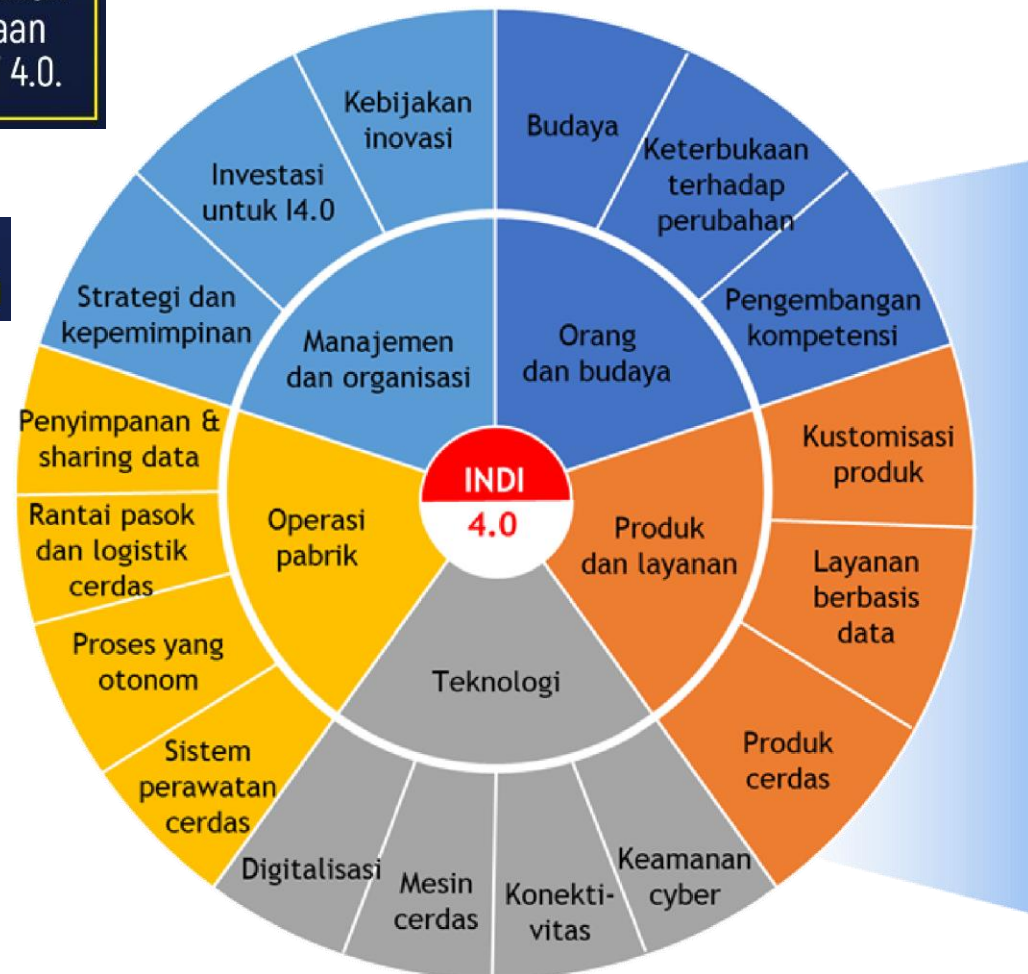 4.0.
Kebijakan
inovasi
Budaya
Keterbukaan
terhadap
perubahan
Investasi
untuk I4.0
Strategi dan
kepemimpinan
Pengembangan
kompetensi
Manajemen
dan organisasi
Orang
dan budaya
Penyimpanan &
sharing data
Rantai pasok
dan logistik
cerdas
Proses yang
otonom
Sistem
perawatan
cerdas
Operasi
pabrik
INDI
4.0
Produk
dan layanan
Kustomisasi
produk
Layanan
berbasis
data
Produk
cerdas
Teknologi
Digitalisasi
Mesin
cerdas
Konekti-
vitas
Keamanan
cyber